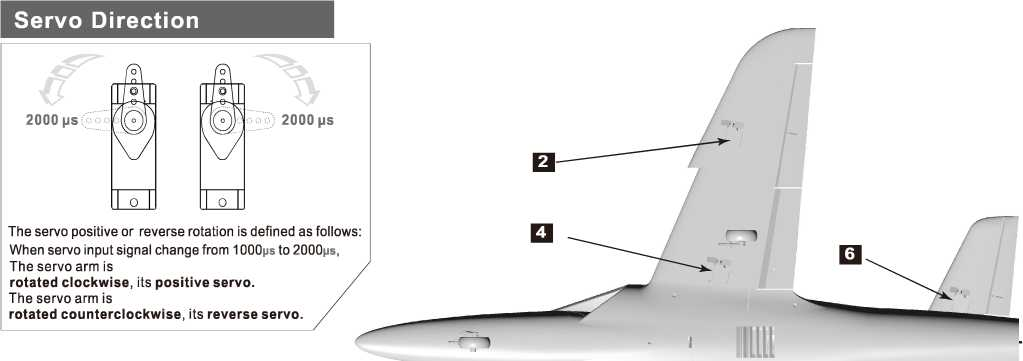 Servo Direction
2000 µs
2000 µs
The servo positive or reverse rotation is defined as follows:
When servo input signal change from 1000µs to 2000µs,
The servo arm is
rotated clockwise, its positive servo.
The servo arm is
rotated counterclockwise, its reverse servo.
2
4
6